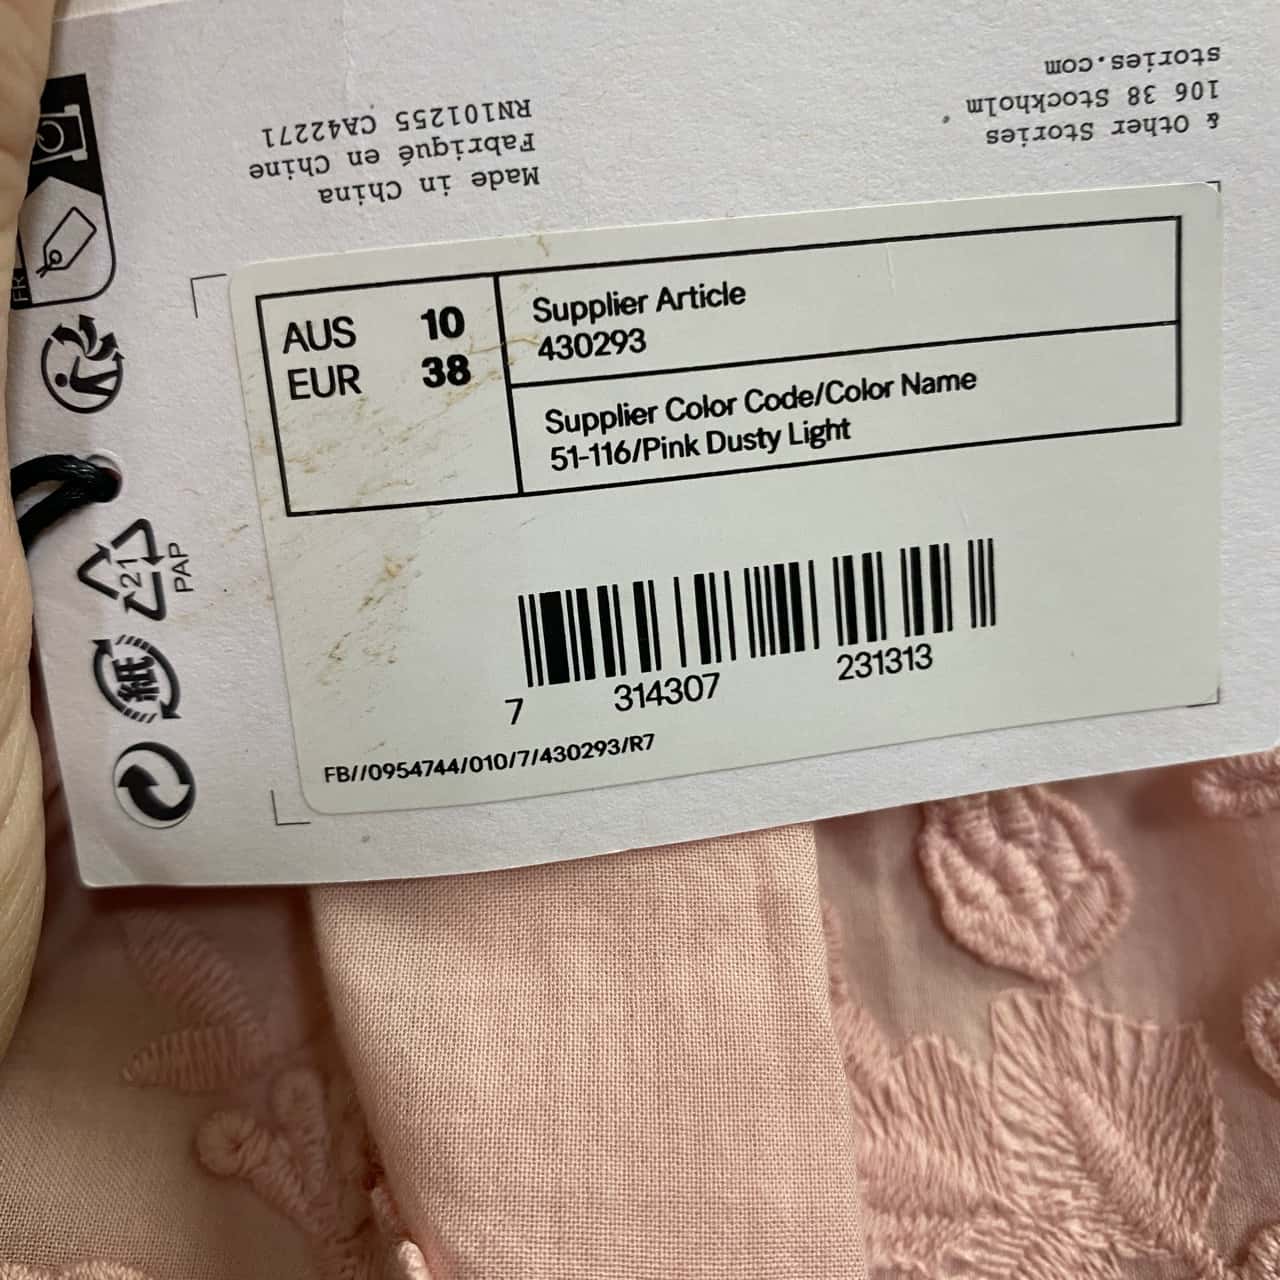 & Other Stories
106 38 Stockholm
stories.com
Made in China
Fabriqué en Chine
RN101255 CA42271
FR
AUS 10
EUR 38
Supplier Article
430293
Supplier Color Code/Color Name
51-116/Pink Dusty Light
7 314307 231313
FB//0954744/010/7/430293/R7
21
PAP
紙